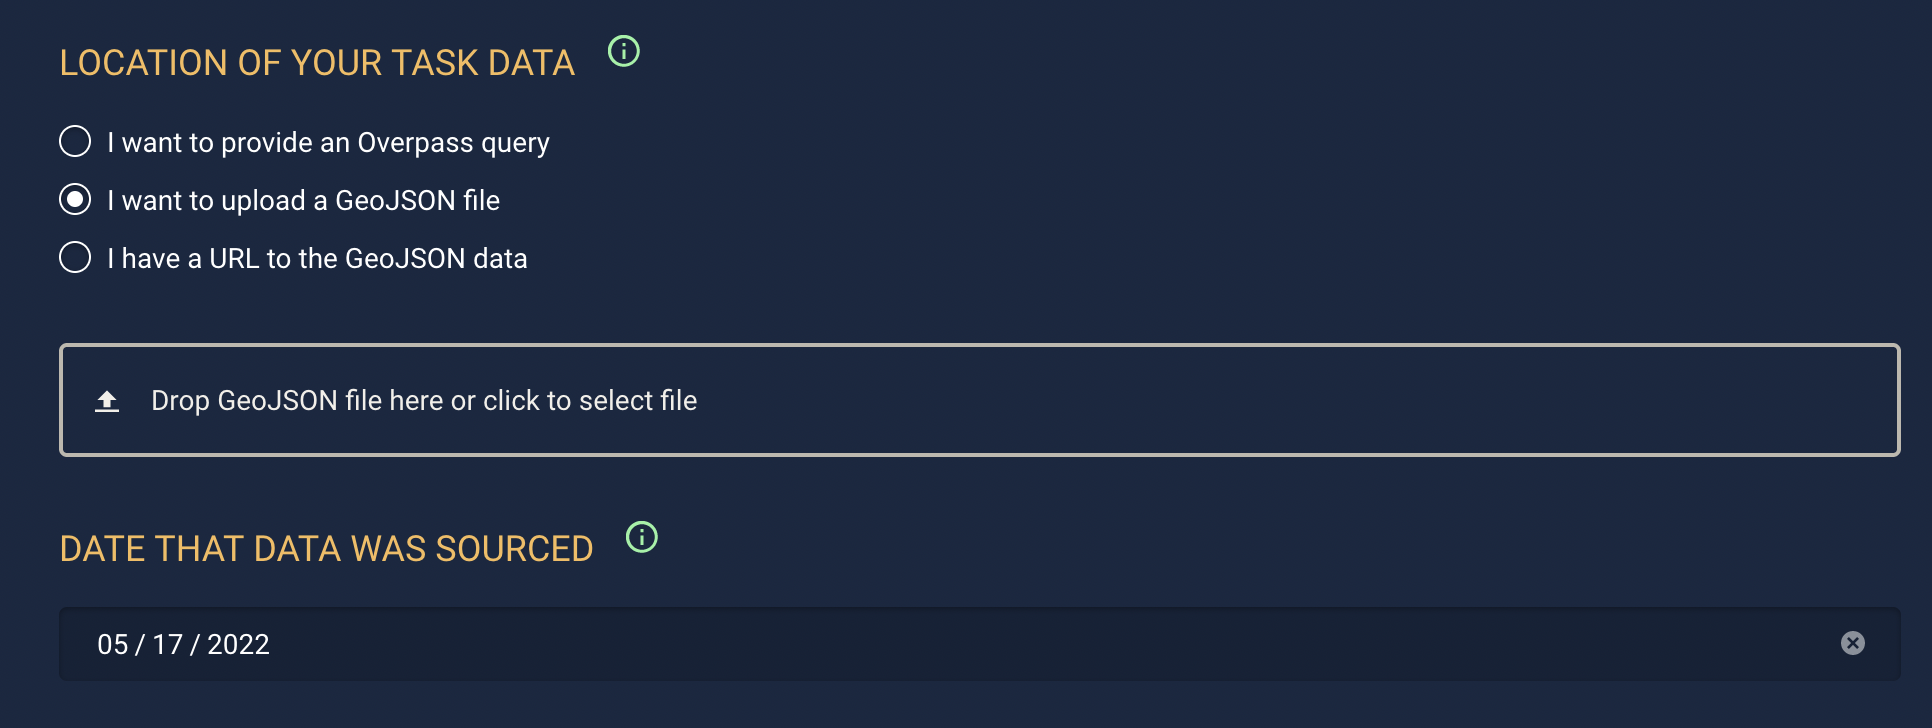 LOCATION OF YOUR TASK DATA
I want to provide an Overpass query
I want to upload a GeoJSON file
I have a URL to the GeoJSON data
Drop GeoJSON file here or click to select file
DATE THAT DATA WAS SOURCED
05 / 17 / 2022